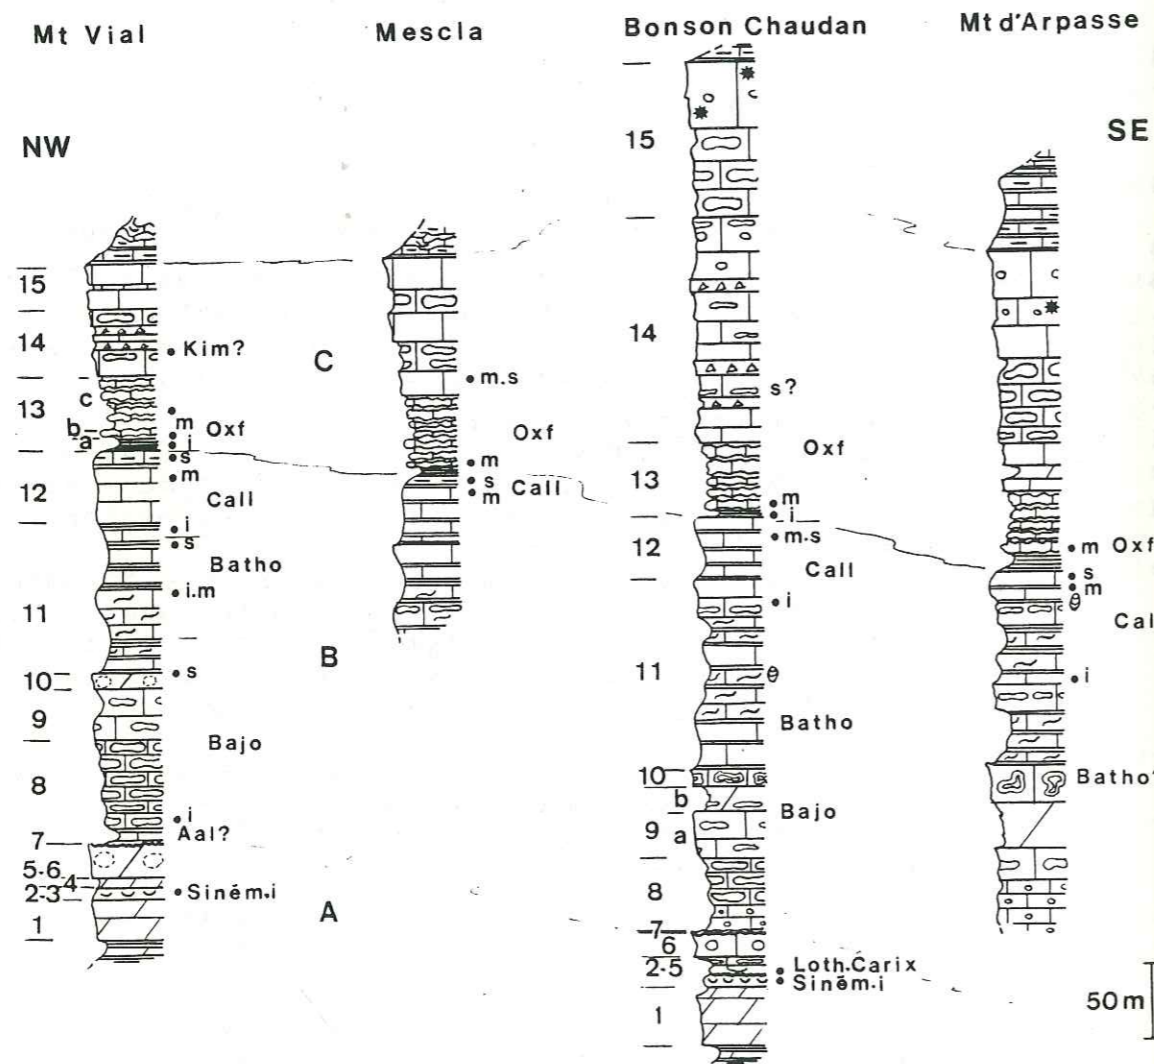 Mt Vial
Mescla
Bonson Chaudan
Mt d'Arpasse
NW
SE
15
14
Kim?
c
13
m
b
Oxf
a
i
s
m
12
Call
i
s
Batho
i.m
11
s
10
9
Bajo
8
i
Aal?
7
5-6
4
2-3
Siném.i
1
C
B
A
m.s
Oxf
m
s
Call
m
15
14
s?
Oxf
13
m
i
m.s
12
Call
i
11
Batho
10
b
Bajo
9
a
8
7
6
2-5
Loth.Carix
Siném.i
1
m Oxf
s
m
Cal
i
Batho
50m